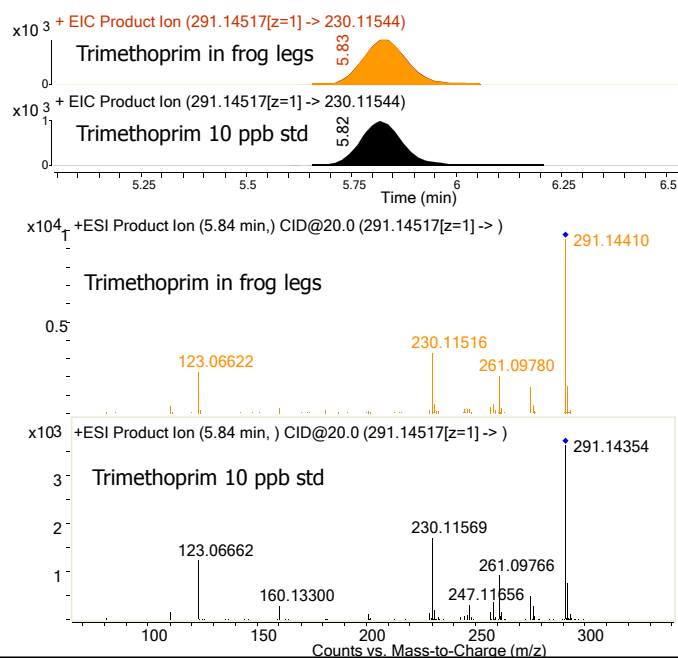 + EIC Product Ion (291.14517[z=1] -> 230.11544)
x10 3
Trimethoprim in frog legs
5.83
0
+ EIC Product Ion (291.14517[z=1] -> 230.11544)
x10 3
1
Trimethoprim 10 ppb std
5.82
0
5.25 5.5 5.75 6 6.25 6.5
Time (min)
x10 4 +ESI Product Ion (5.84 min,) CID@20.0 (291.14517[z=1] -> )
1
291.14410
Trimethoprim in frog legs
0.5
230.11516
123.06622 261.09780
x103 +ESI Product Ion (5.84 min, ) CID@20.0 (291.14517[z=1] -> )
291.14354
3 Trimethoprim 10 ppb std
2
230.11569
123.06662
261.09766
1
160.13300 247.11656
100 150 200 250 300
Counts vs. Mass-to-Charge (m/z)